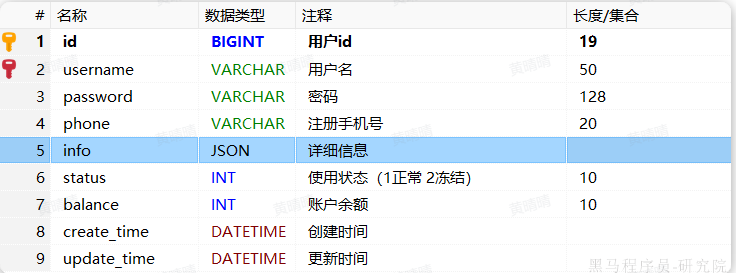 # 名称 数据类型 注释 长度/集合
1 id BIGINT 用户id 19
2 username VARCHAR 用户名 50
3 password VARCHAR 密码 128
4 phone VARCHAR 注册手机号 20
5 info JSON 详细信息
6 status INT 使用状态（1正常 2冻结） 10
7 balance INT 账户余额 10
8 create_time DATETIME 创建时间
9 update_time DATETIME 更新时间
黑马程序员-研究院